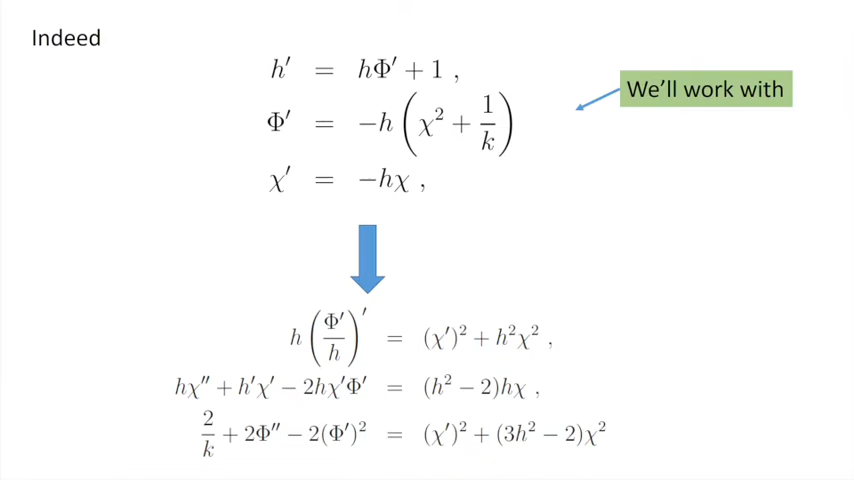 Indeed
h′ = hΦ′ + 1 ,
We'll work with
Φ′ = −h (χ² + 1/k)
χ′ = −hχ ,
h (Φ′/h)′ = (χ′)² + h²χ² ,
hχ″ + h′χ′ − 2hχ′Φ′ = (h² − 2)hχ ,
2/k + 2Φ″ − 2(Φ′)² = (χ′)² + (3h² − 2)χ²